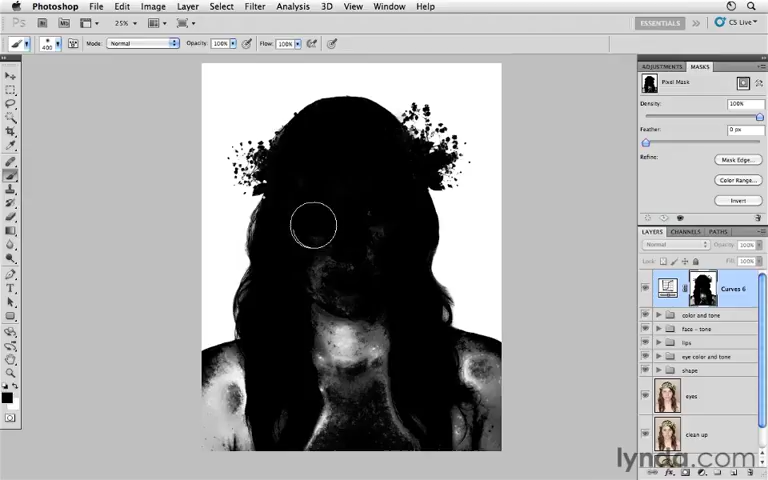 Photoshop File Edit Image Layer Select Filter Analysis 3D View Window Help
Ps Br Mb 25% ESSENTIALS CS Live
400 Mode: Normal Opacity: 100% Flow: 100%
ADJUSTMENTS MASKS
Pixel Mask
Density: 100%
Feather: 0 px
Refine: Mask Edge...
Color Range...
Invert
LAYERS CHANNELS PATHS
Normal Opacity: 100%
Lock: Fill: 100%
Curves 6
color and tone
face - tone
lips
eye color and tone
shape
eyes
clean up
lynda.com